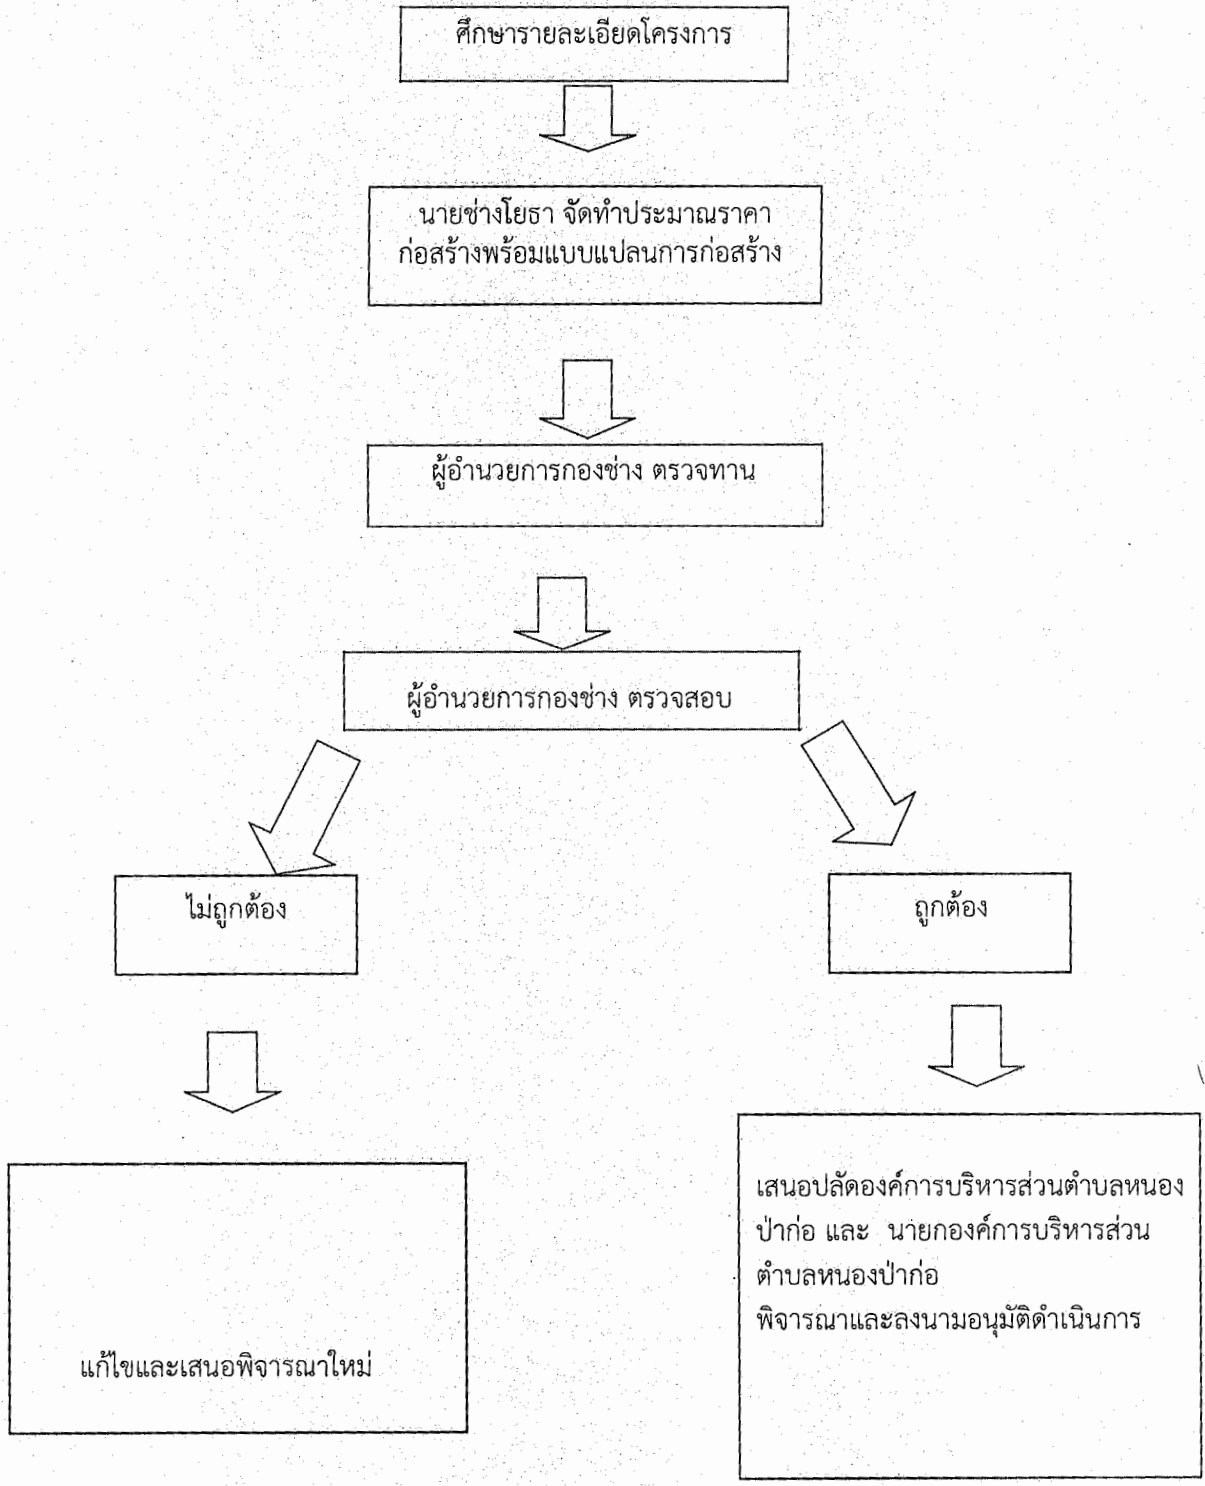 ศึกษารายละเอียดโครงการ
นายช่างโยธา จัดทำประมาณราคา
ก่อสร้างพร้อมแบบแปลนการก่อสร้าง
ผู้อำนวยการกองช่าง ตรวจทาน
ผู้อำนวยการกองช่าง ตรวจสอบ
ไม่ถูกต้อง
ถูกต้อง
แก้ไขและเสนอพิจารณาใหม่
เสนอปลัดองค์การบริหารส่วนตำบลหนอง
ป่าก่อ และ นายกองค์การบริหารส่วน
ตำบลหนองป่าก่อ
พิจารณาและลงนามอนุมัติดำเนินการ